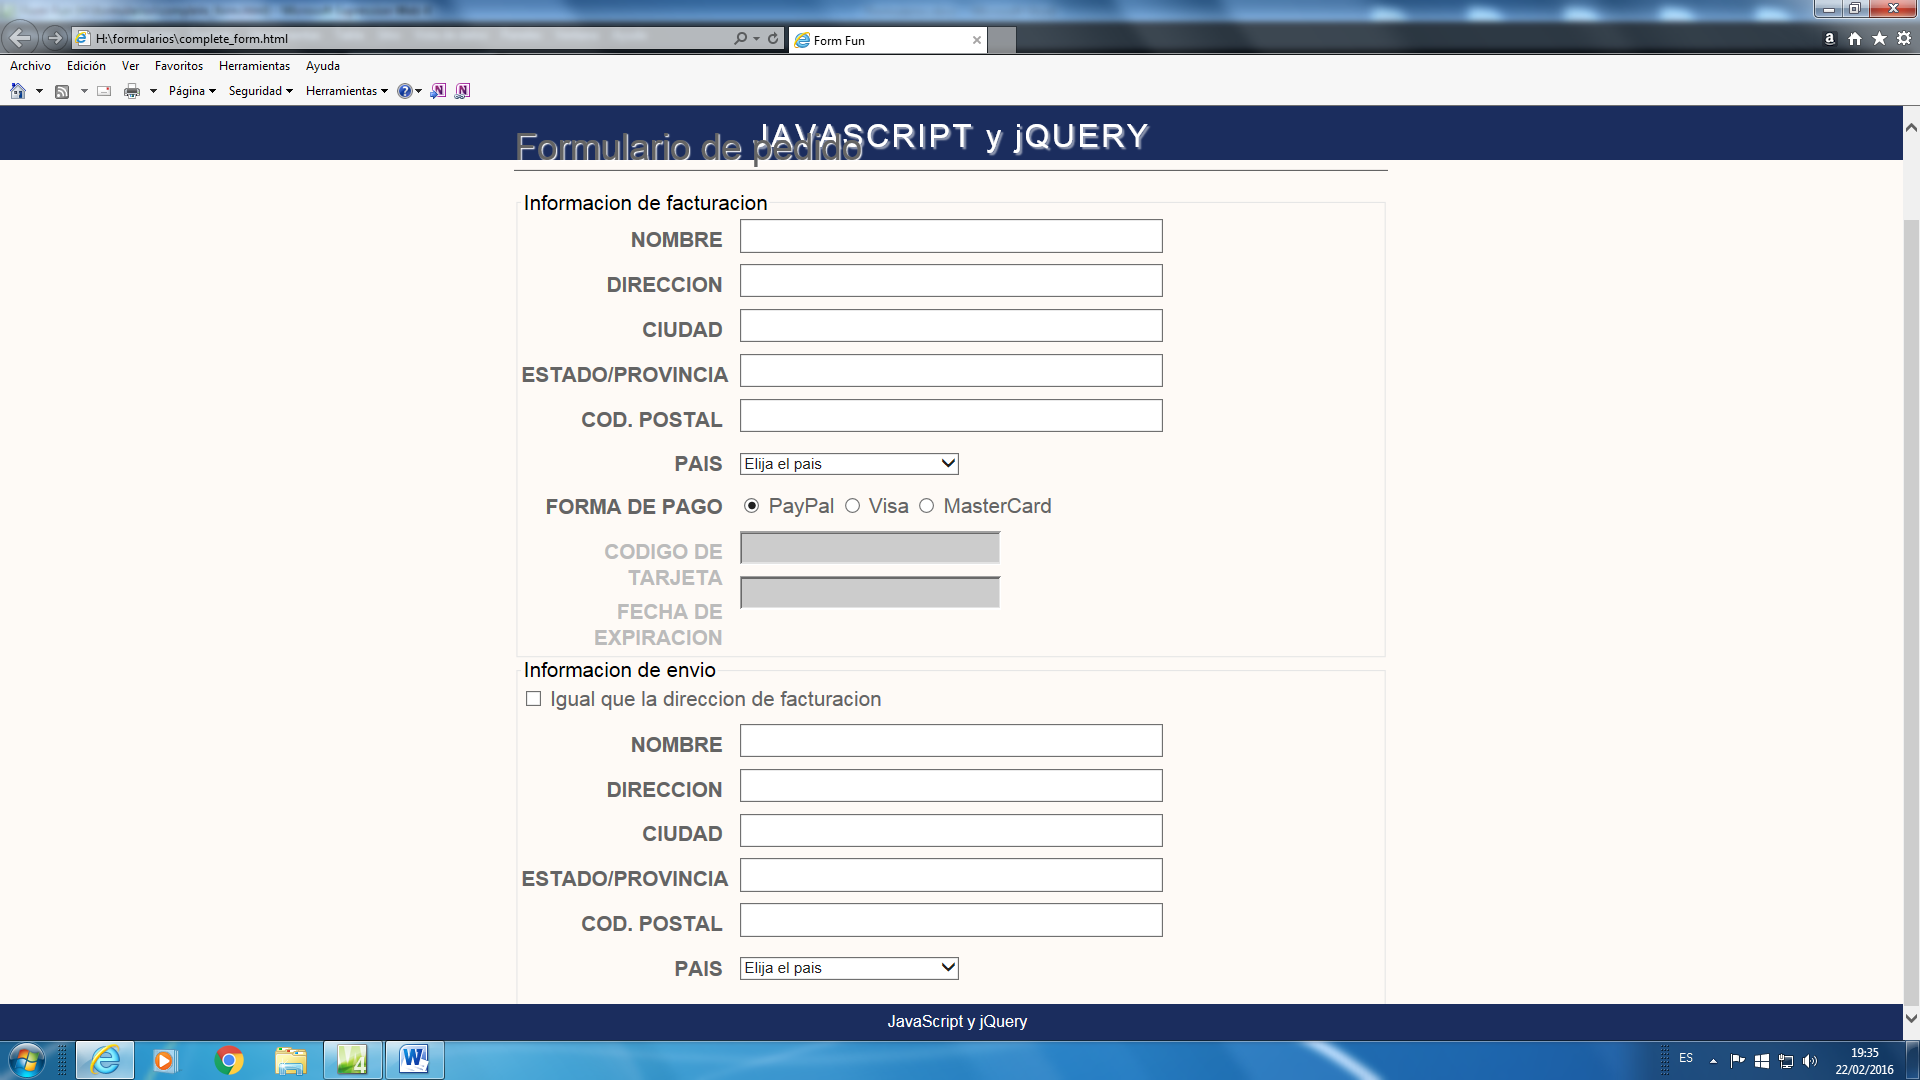 H:\formularios\complete_form.html
Form Fun
Archivo Edición Ver Favoritos Herramientas Ayuda
Página Seguridad Herramientas
JAVASCRIPT y jQUERY
Formulario de pedido
Informacion de facturacion
NOMBRE
DIRECCION
CIUDAD
ESTADO/PROVINCIA
COD. POSTAL
PAIS Elija el pais
FORMA DE PAGO PayPal Visa MasterCard
CODIGO DE
TARJETA
FECHA DE
EXPIRACION
Informacion de envio
Igual que la direccion de facturacion
NOMBRE
DIRECCION
CIUDAD
ESTADO/PROVINCIA
COD. POSTAL
PAIS Elija el pais
JavaScript y jQuery
ES
19:35
22/02/2016